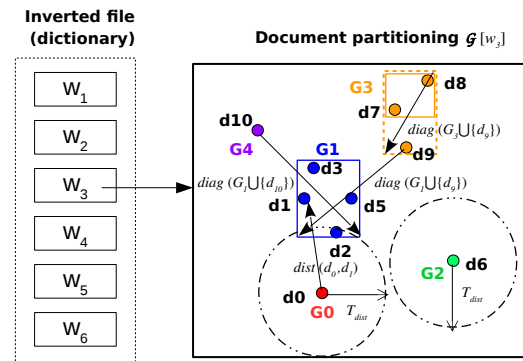 Inverted file
(dictionary)
Document partitioning 𝓖 [w₃]
W₁
W₂
W₃
W₄
W₅
W₆
G3
d8
d7
d10
G4
G1
d3
diag (G₃⋃{d₉})
d9
diag (G₁⋃{d₁₀})
diag (G₁⋃{d₉})
d1
d5
d2
dist (d₀,d₁)
d0
G0
T_dist
G2
d6
T_dist